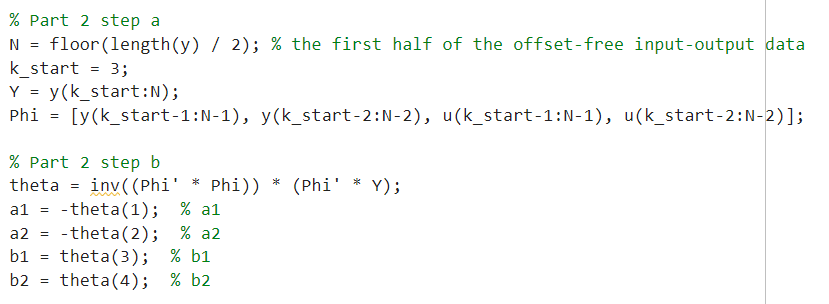 % Part 2 step a
N = floor(length(y) / 2); % the first half of the offset-free input-output data
k_start = 3;
Y = y(k_start:N);
Phi = [y(k_start-1:N-1), y(k_start-2:N-2), u(k_start-1:N-1), u(k_start-2:N-2)];
% Part 2 step b
theta = inv((Phi' * Phi)) * (Phi' * Y);
a1 = -theta(1);  % a1
a2 = -theta(2);  % a2
b1 = theta(3);  % b1
b2 = theta(4);  % b2